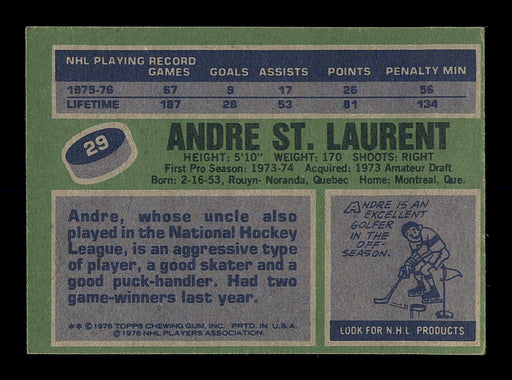 NHL PLAYING RECORD
GAMES GOALS ASSISTS POINTS PENALTY MIN
1975-76 67 9 17 26 56
LIFETIME 187 28 53 81 134
29
ANDRE ST. LAURENT
HEIGHT: 5'10" WEIGHT: 170 SHOOTS: RIGHT
First Pro Season: 1973-74 Acquired: 1973 Amateur Draft
Born: 2-16-53, Rouyn- Noranda, Quebec Home: Montreal, Que.
Andre, whose uncle also
played in the National Hockey
League, is an aggressive type
of player, a good skater and a
good puck-handler. Had two
game-winners last year.
** © 1976 TOPPS CHEWING GUM, INC. PRTD. IN U.S.A.
© 1976 NHL PLAYERS ASSOCIATION.
ANDRE IS AN
EXCELLENT
GOLFER
IN THE
OFF-
SEASON.
LOOK FOR N.H.L. PRODUCTS